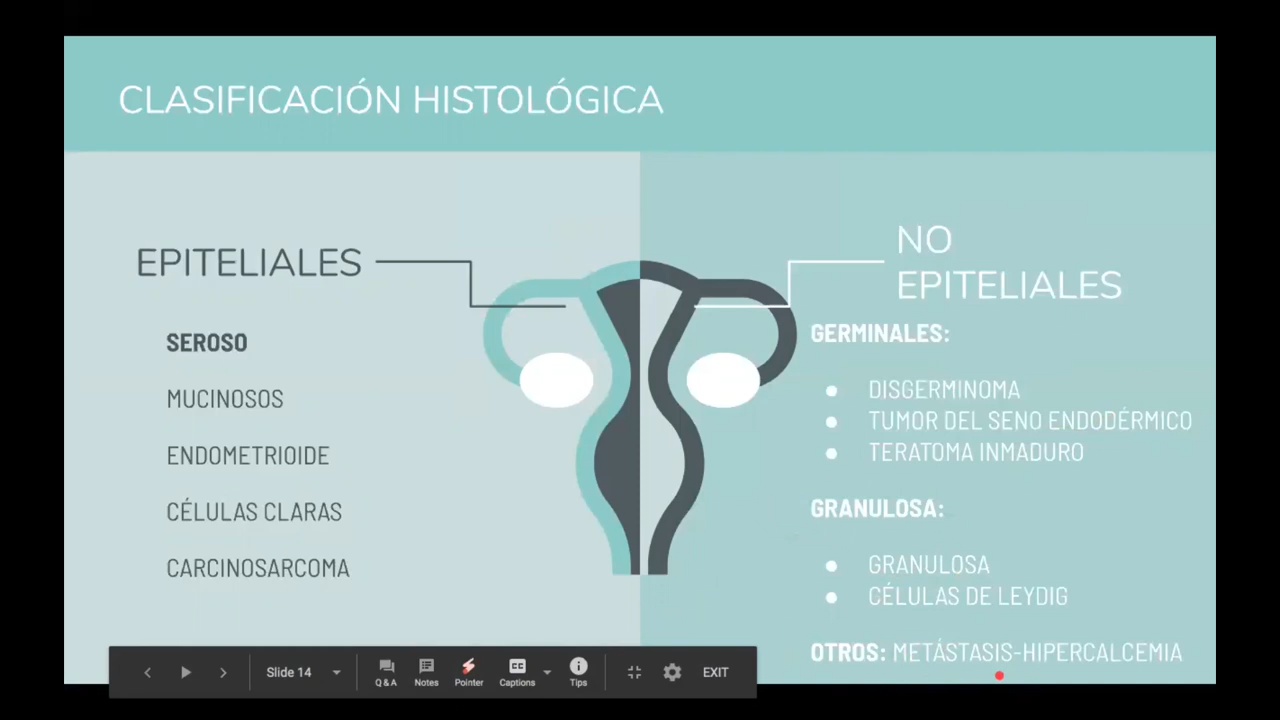 CLASIFICACIÓN HISTOLÓGICA
EPITELIALES
SEROSO
MUCINOSOS
ENDOMETRIOIDE
CÉLULAS CLARAS
CARCINOSARCOMA
NO
EPITELIALES
GERMINALES:
● DISGERMINOMA
● TUMOR DEL SENO ENDODÉRMICO
● TERATOMA INMADURO
GRANULOSA:
● GRANULOSA
● CÉLULAS DE LEYDIG
OTROS: METÁSTASIS-HIPERCALCEMIA
Slide 14
Q & A
Notes
Pointer
CC
Captions
Tips
EXIT